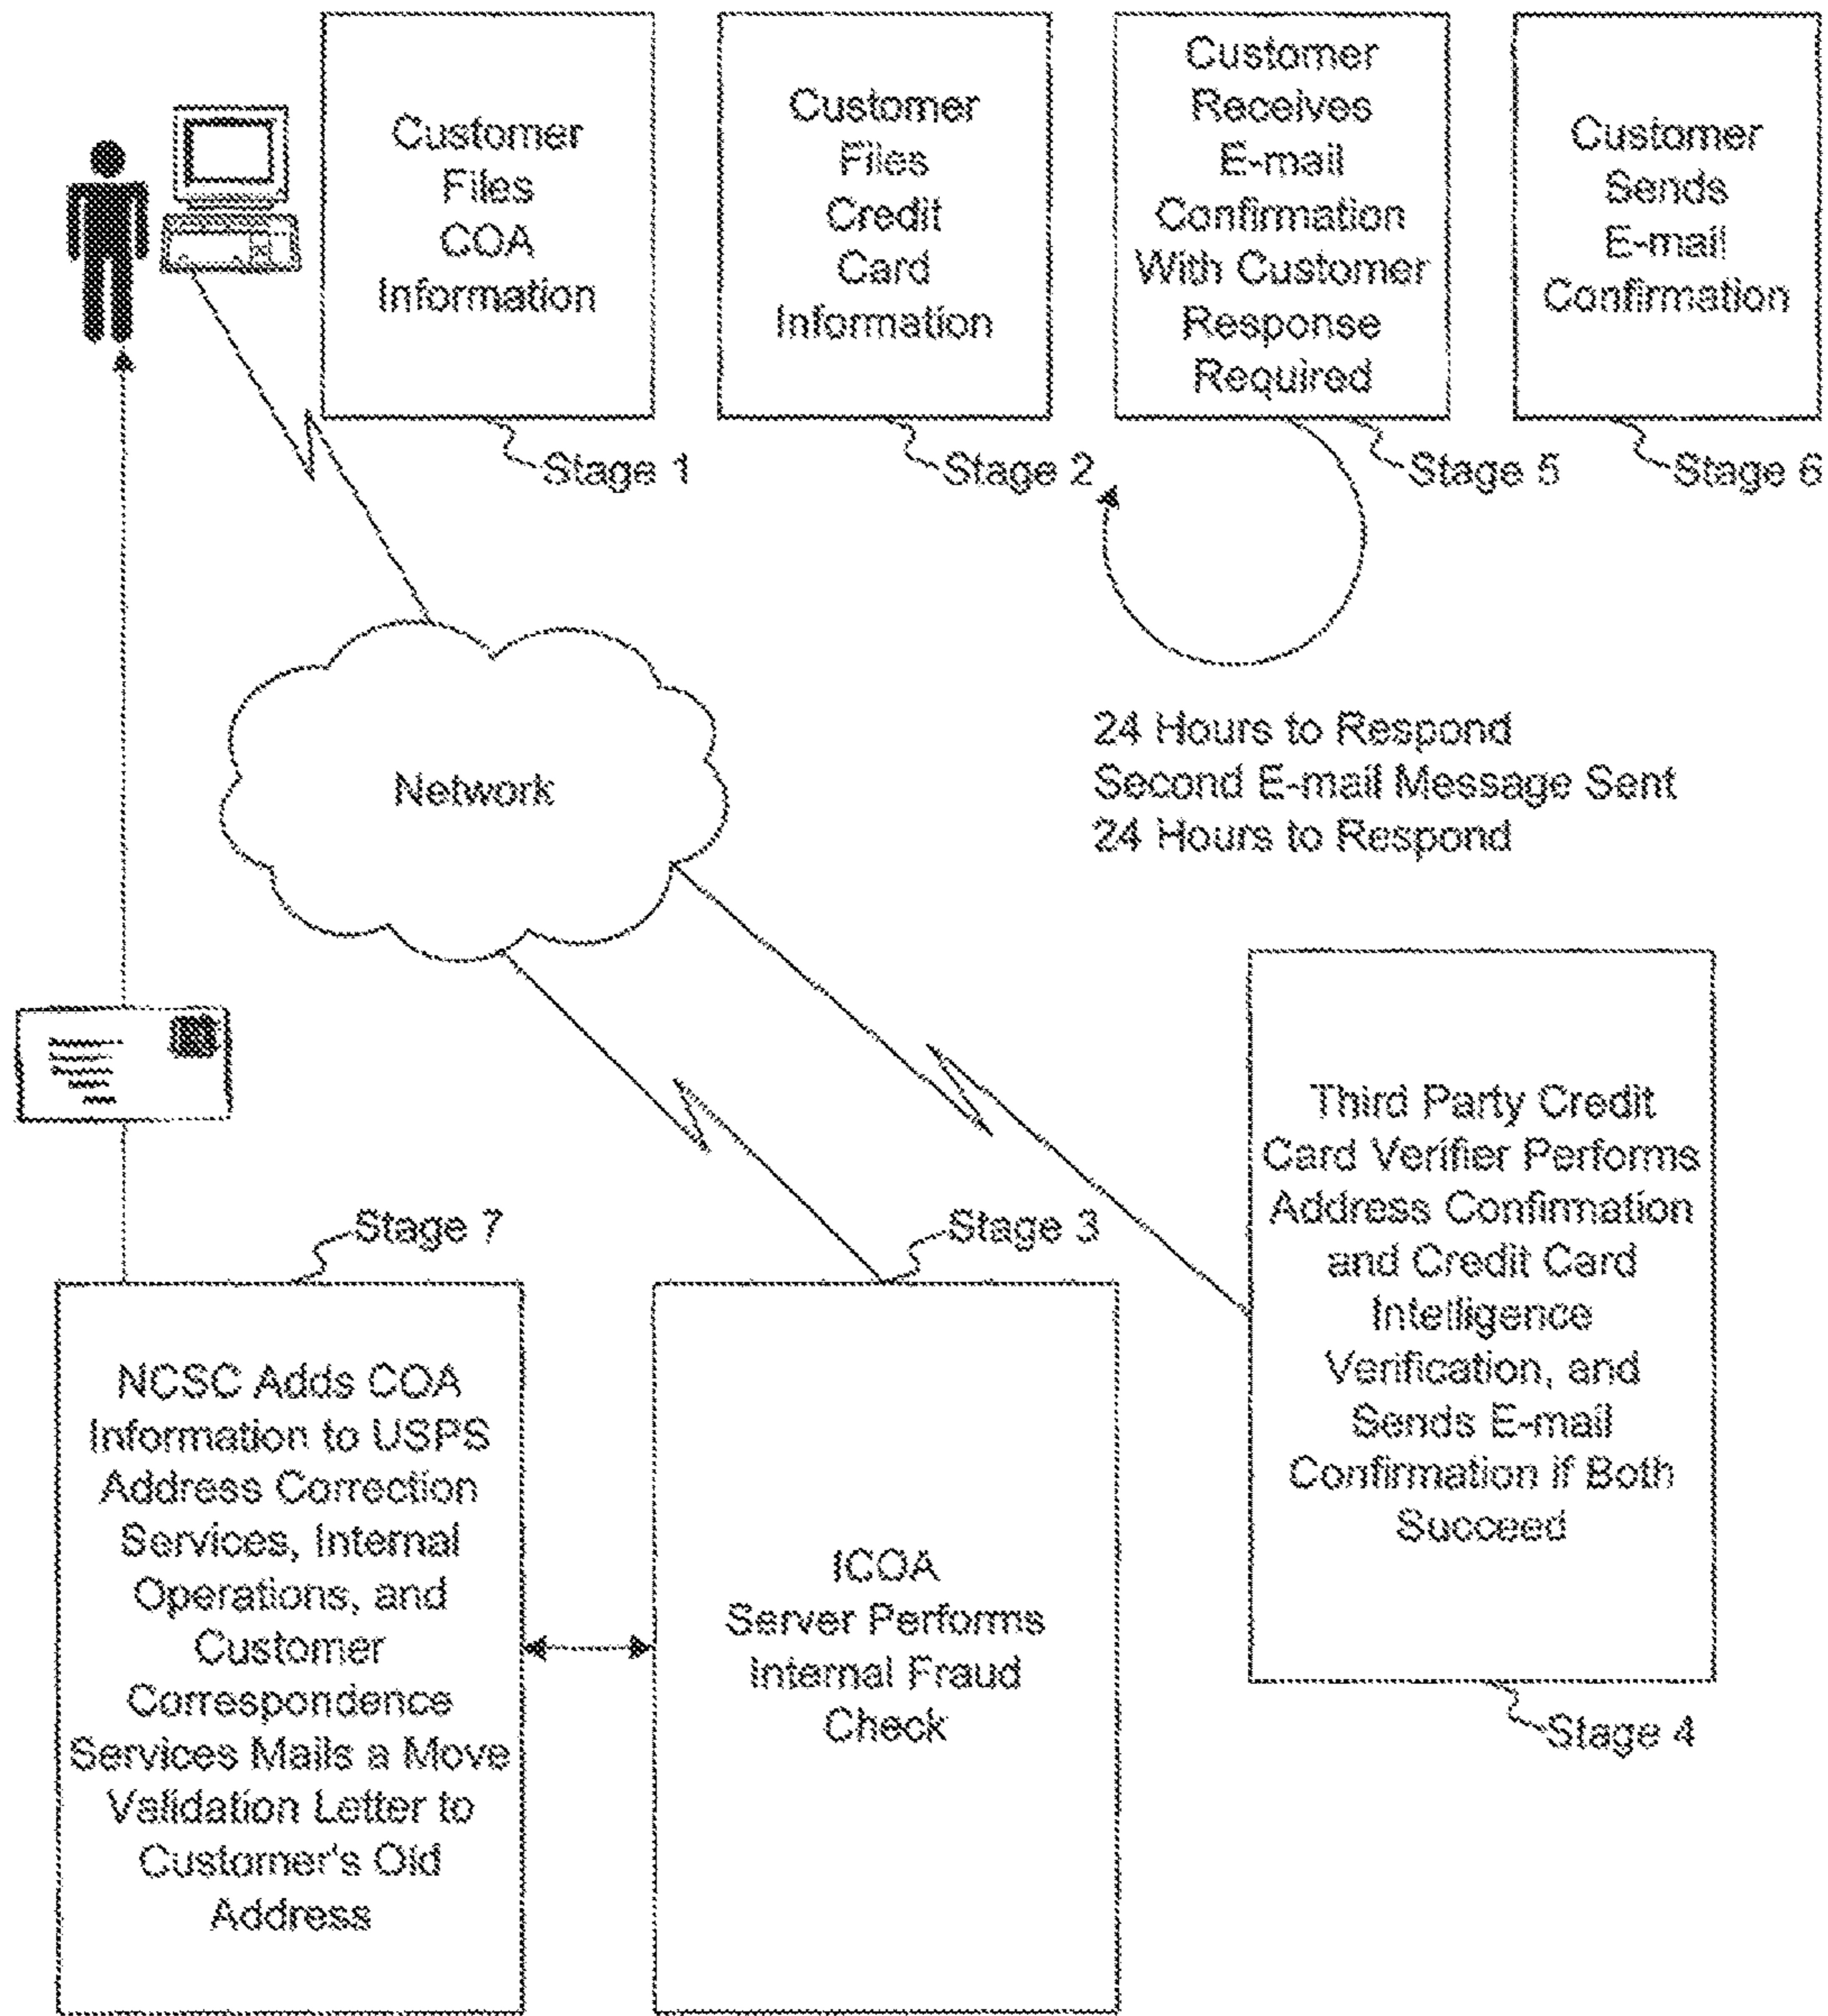 Customer
Files
COA
Information
Stage 1
Customer
Files
Credit
Card
Information
Stage 2
Customer
Receives
E-mail
Confirmation
With Customer
Response
Required
Stage 5
Customer
Sends
E-mail
Confirmation
Stage 6
24 Hours to Respond
Second E-mail Message Sent
24 Hours to Respond
Network
Stage 7
NCSC Adds COA
Information to USPS
Address Correction
Services, Internal
Operations, and
Customer
Correspondence
Services Mails a Move
Validation Letter to
Customer's Old
Address
Stage 3
ICOA
Server Performs
Internal Fraud
Check
Third Party Credit
Card Verifier Performs
Address Confirmation
and Credit Card
Intelligence
Verification, and
Sends E-mail
Confirmation if Both
Succeed
Stage 4